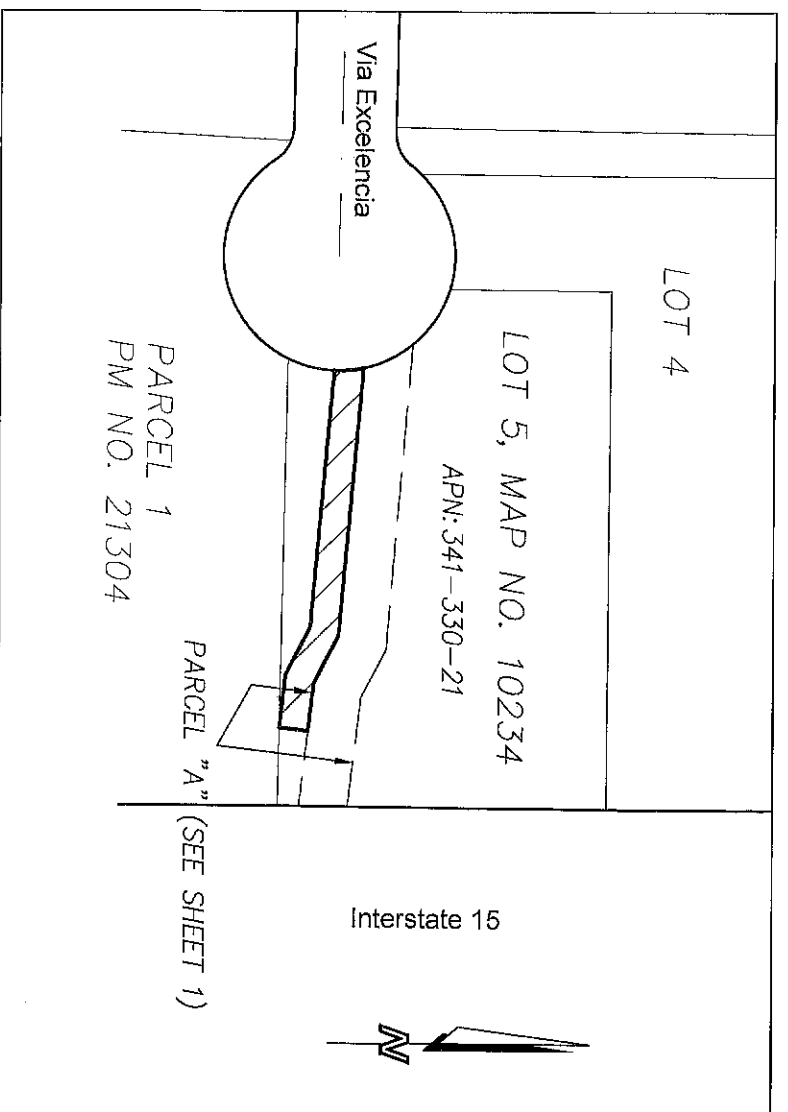 Via Excelencia
LOT 4
LOT 5, MAP NO. 10234
APN: 341-330-21
PARCEL 1
PM NO. 21304
PARCEL "A" (SEE SHEET 1)
Interstate 15
N